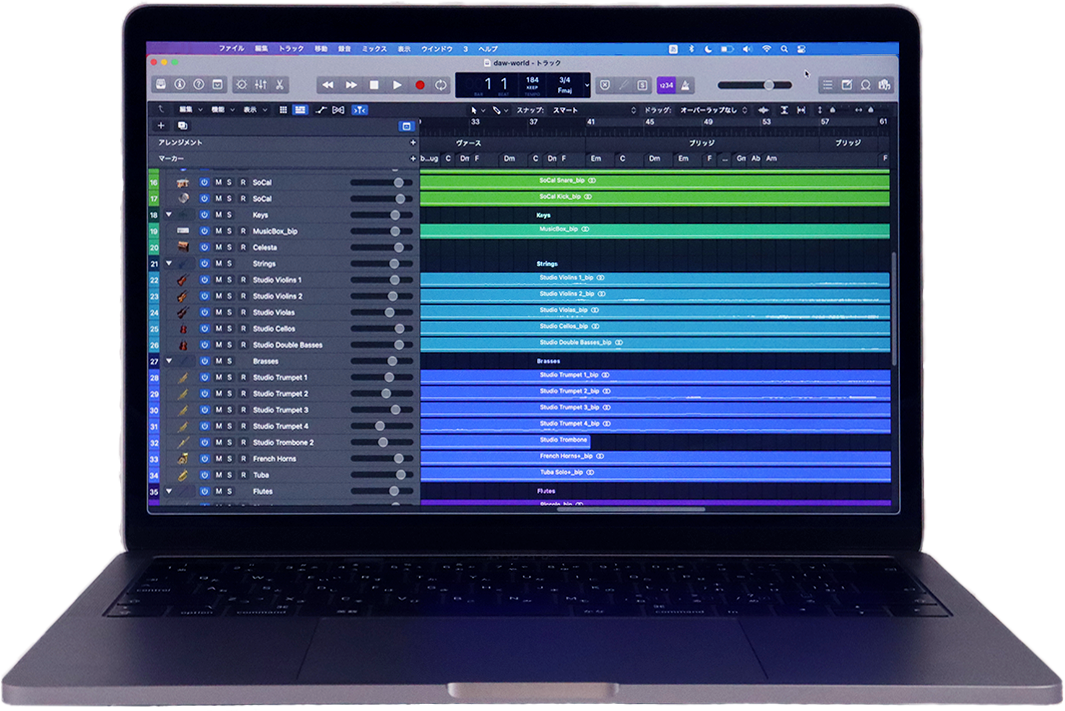 ファイル 編集 トラック 移動 録音 ミックス 表示 ウインドウ 3 ヘルプ
daw-world - トラック
1 1 184 3/4
KEEP Fmaj
1234
編集 機能 表示 スナップ: スマート ドラッグ: オーバーラップなし
33 37 41 45 49 53 57 61
アレンジメント ヴァース ブリッジ ブリッジ
マーカー b...ug C Dm F Dm C Dm F Em C Dm Em F ... Gm Ab Am F
16 M S R SoCal SoCal Snare_bip
17 M S R SoCal SoCal Kick_bip
18 M S Keys Keys
19 M S R MusicBox_bip MusicBox_bip
20 M S R Celesta
21 M S Strings Strings
22 M S R Studio Violins 1 Studio Violins 1_bip
23 M S R Studio Violins 2 Studio Violins 2_bip
24 M S R Studio Violas Studio Violas_bip
25 M S R Studio Cellos Studio Cellos_bip
26 M S R Studio Double Basses Studio Double Basses_bip
27 M S Brasses Brasses
28 M S R Studio Trumpet 1 Studio Trumpet 1_bip
29 M S R Studio Trumpet 2 Studio Trumpet 2_bip
30 M S R Studio Trumpet 3 Studio Trumpet 3_bip
31 M S R Studio Trumpet 4 Studio Trumpet 4_bip
32 M S R Studio Trombone 2 Studio Trombone
33 M S R French Horns French Horns+_bip
34 M S R Tuba Tuba Solo+_bip
35 M S Flutes Flutes
Piccolo_bip
control
option command command